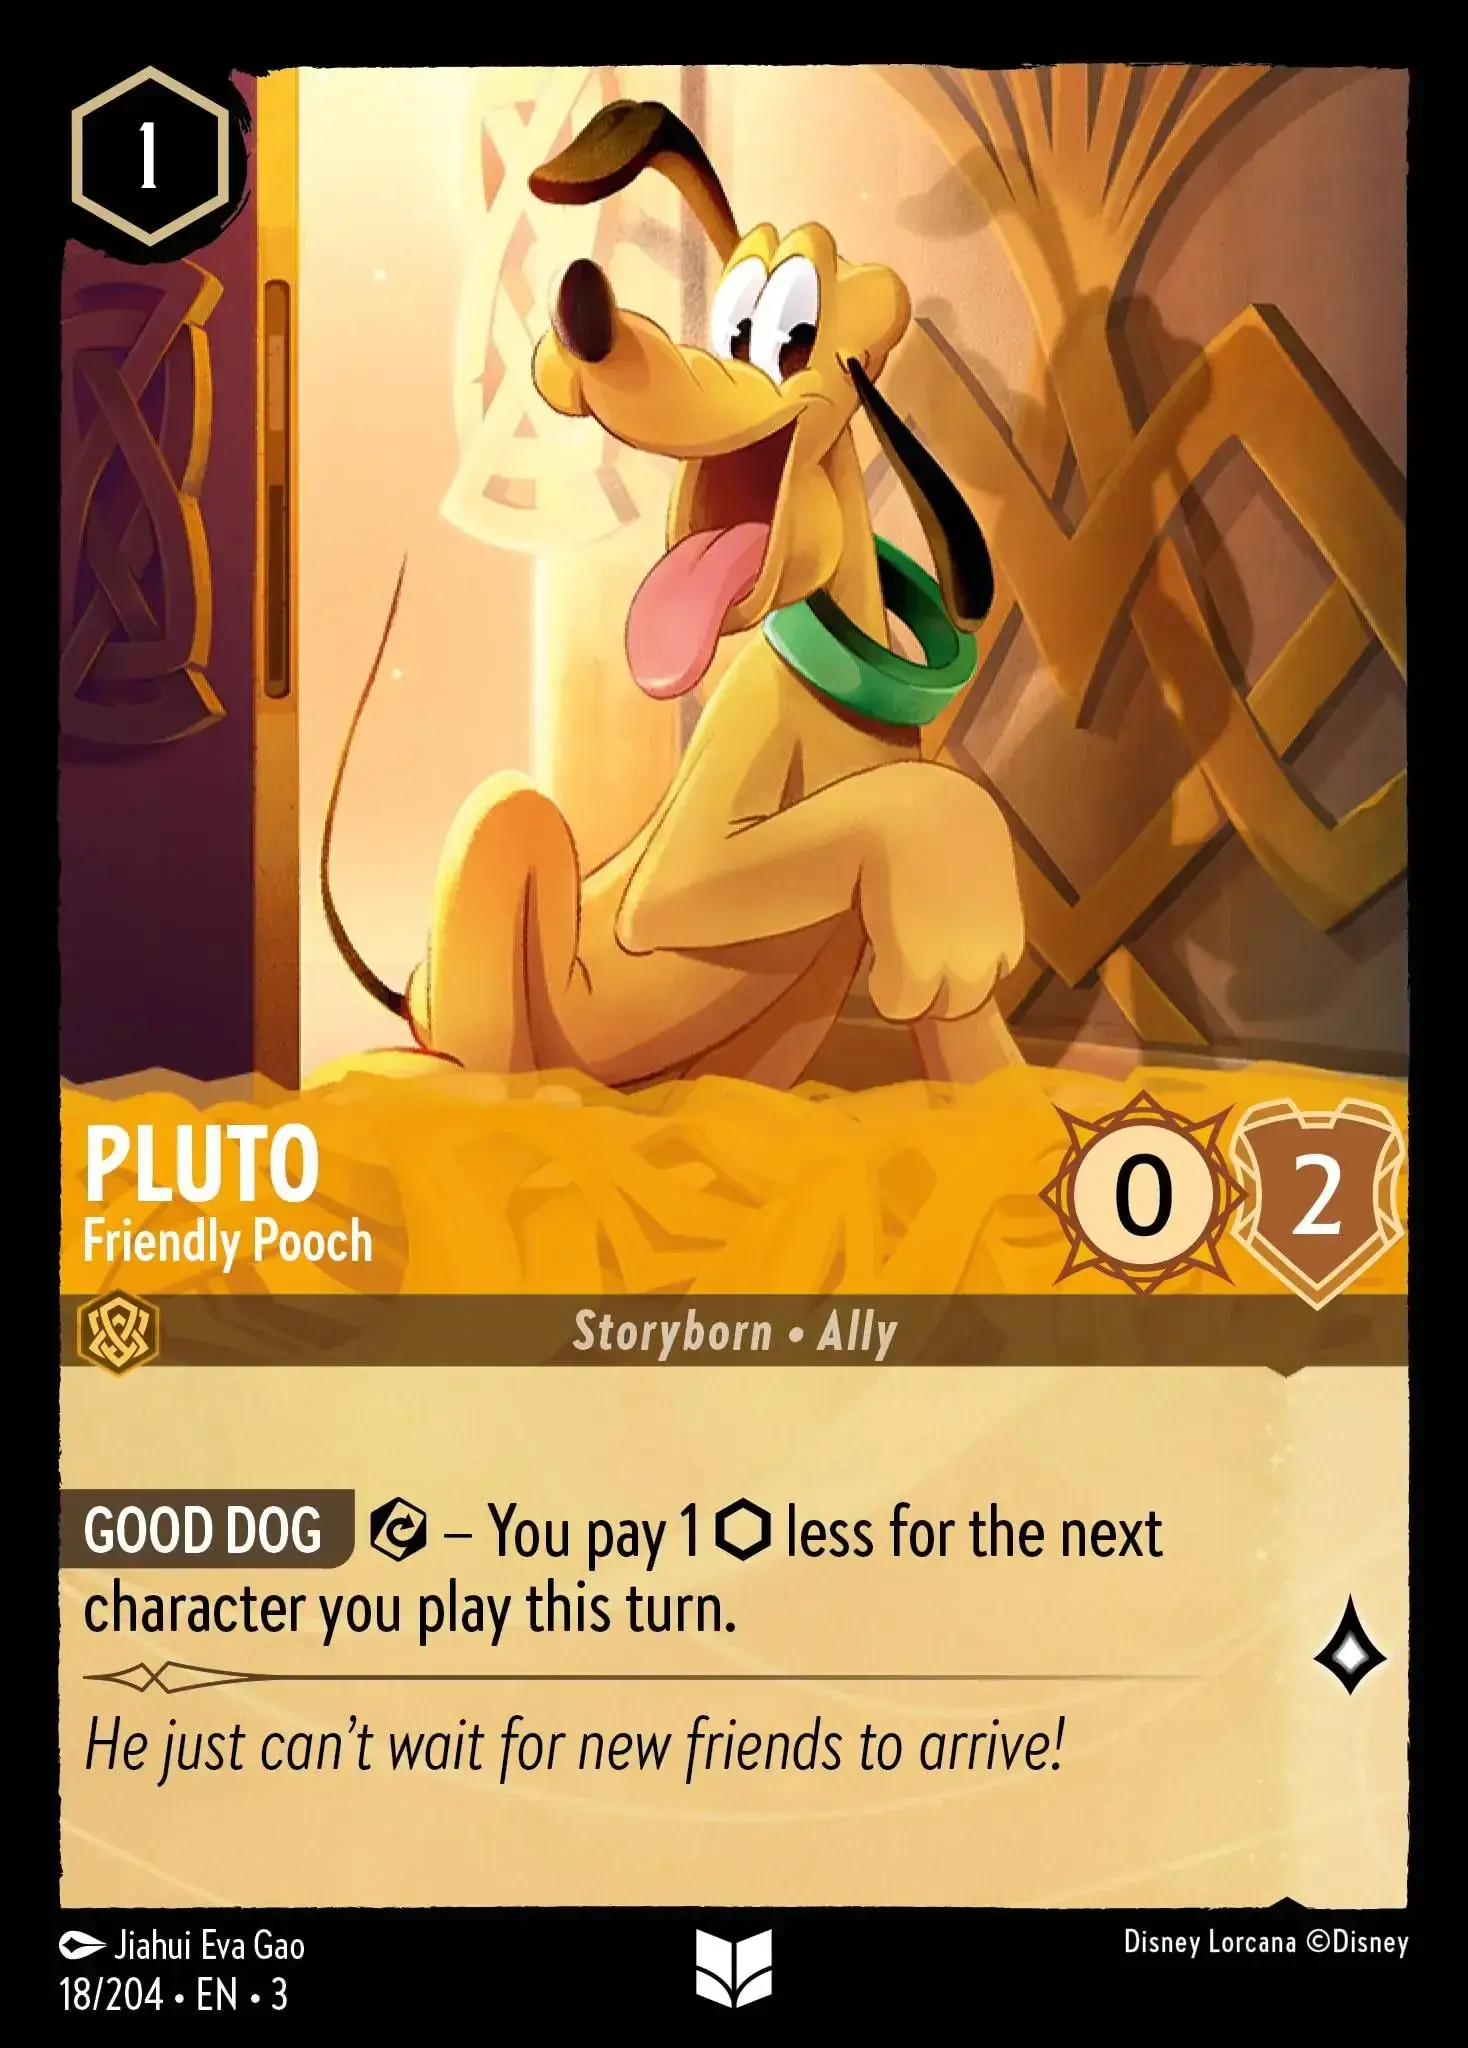 1
PLUTO
Friendly Pooch
0
2
Storyborn • Ally
GOOD DOG – You pay 1 less for the next
character you play this turn.
He just can't wait for new friends to arrive!
Jiahui Eva Gao
Disney Lorcana ©Disney
18/204 • EN • 3